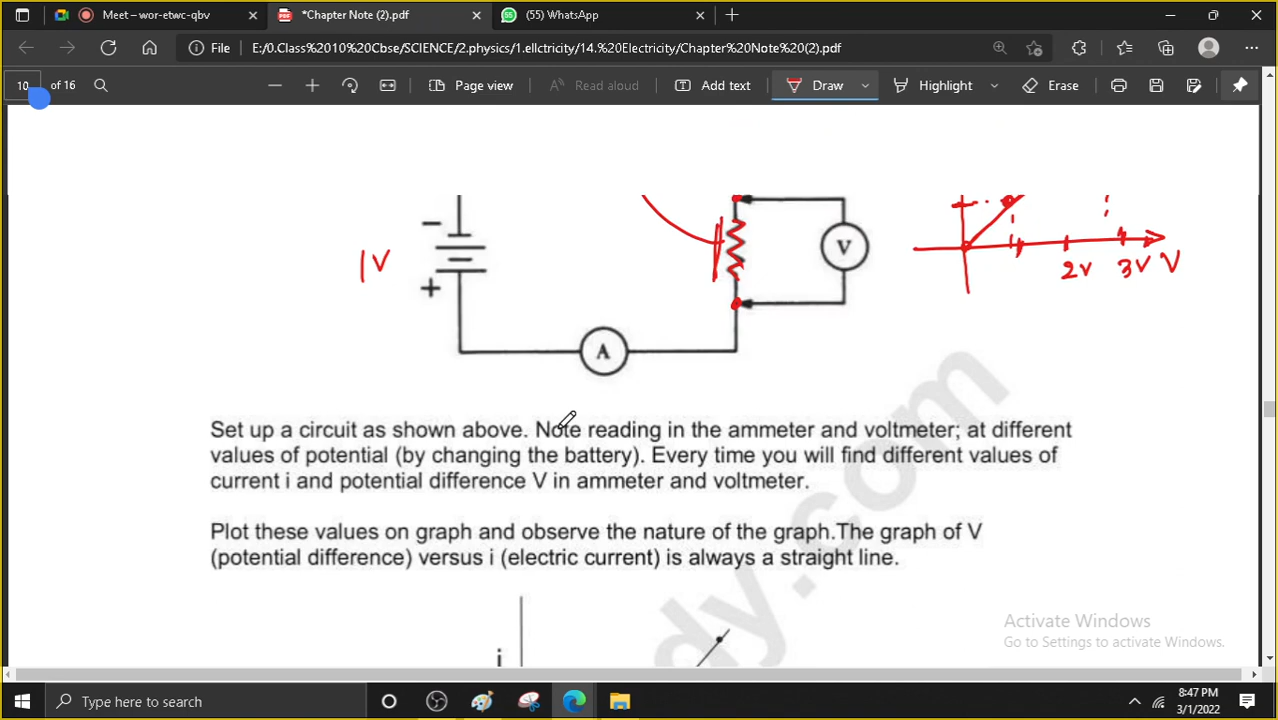 Meet – wor-etwc-qbv
*Chapter Note (2).pdf
(55) WhatsApp
File
E:/0.Class%2010%20Cbse/SCIENCE/2.physics/1.ellctricity/14.%20Electricity/Chapter%20Note%20(2).pdf
10 of 16
Page view
Read aloud
Add text
Draw
Highlight
Erase
1V
−
+
V
2V 3V V
A
Set up a circuit as shown above. Note reading in the ammeter and voltmeter; at different
values of potential (by changing the battery). Every time you will find different values of
current i and potential difference V in ammeter and voltmeter.
Plot these values on graph and observe the nature of the graph.The graph of V
(potential difference) versus i (electric current) is always a straight line.
i
dy.com
Activate Windows
Go to Settings to activate Windows.
Type here to search
8:47 PM
3/1/2022